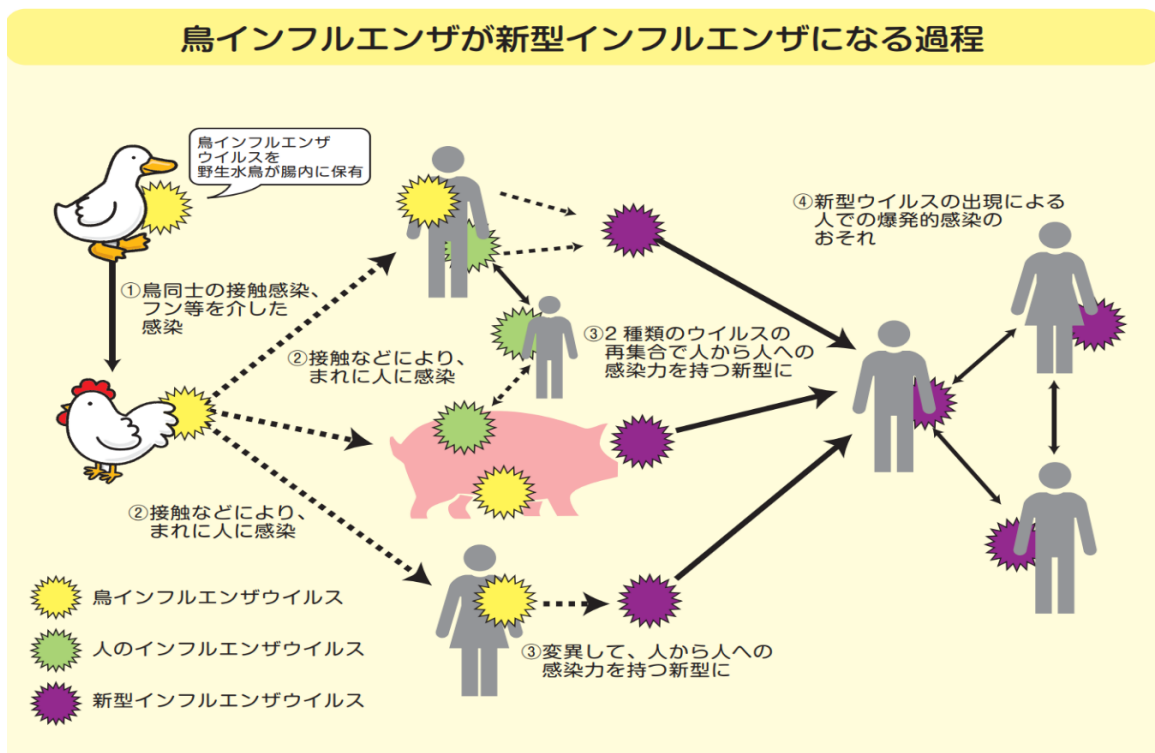 鳥インフルエンザが新型インフルエンザになる過程
鳥インフルエンザ
ウイルスを
野生水鳥が腸内に保有
①鳥同士の接触感染、
フン等を介した
感染
②接触などにより、
まれに人に感染
②接触などにより、
まれに人に感染
③2種類のウイルスの
再集合で人から人への
感染力を持つ新型に
③変異して、人から人への
感染力を持つ新型に
④新型ウイルスの出現による
人での爆発的感染の
おそれ
鳥インフルエンザウイルス
人のインフルエンザウイルス
新型インフルエンザウイルス